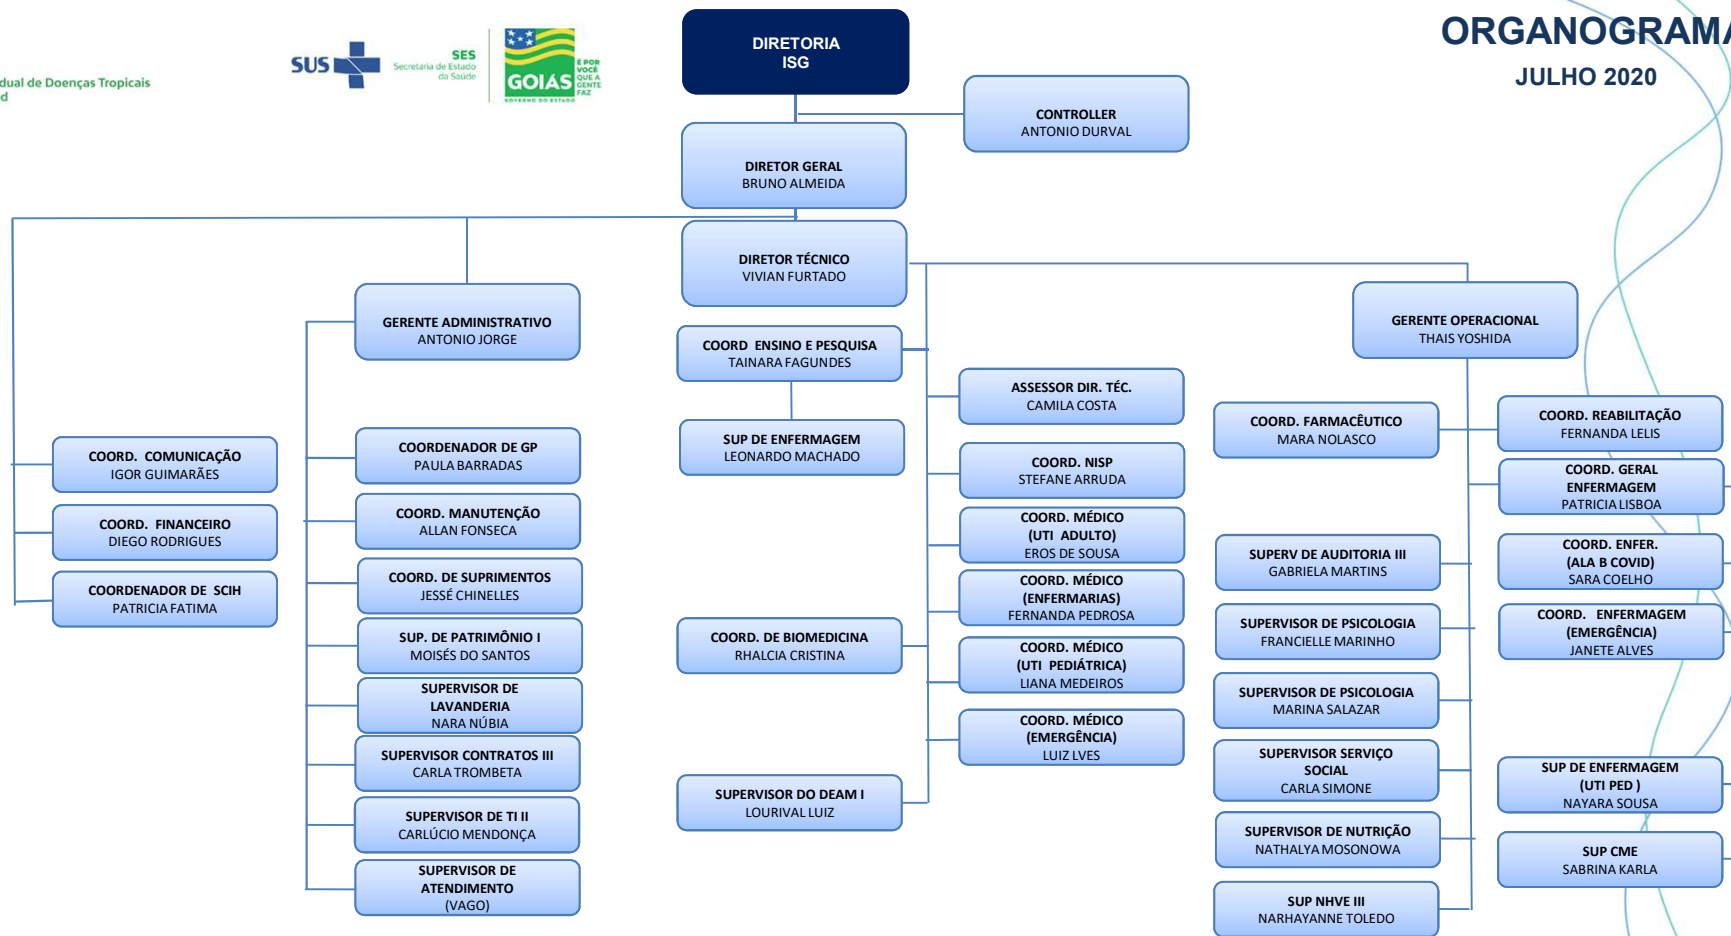 dual de Doenças Tropicais
d
SUS
SES
Secretaria de Estado
da Saúde
GOIÁS
GOVERNO DO ESTADO
É POR
VOCÊ
QUE A
GENTE
FAZ
ORGANOGRAMA
JULHO 2020
DIRETORIA
ISG
CONTROLLER
ANTONIO DURVAL
DIRETOR GERAL
BRUNO ALMEIDA
DIRETOR TÉCNICO
VIVIAN FURTADO
GERENTE ADMINISTRATIVO
ANTONIO JORGE
GERENTE OPERACIONAL
THAIS YOSHIDA
COORD. COMUNICAÇÃO
IGOR GUIMARÃES
COORD. FINANCEIRO
DIEGO RODRIGUES
COORDENADOR DE SCIH
PATRICIA FATIMA
COORDENADOR DE GP
PAULA BARRADAS
COORD. MANUTENÇÃO
ALLAN FONSECA
COORD. DE SUPRIMENTOS
JESSÉ CHINELLES
SUP. DE PATRIMÔNIO I
MOISÉS DO SANTOS
SUPERVISOR DE
LAVANDERIA
NARA NÚBIA
SUPERVISOR CONTRATOS III
CARLA TROMBETA
SUPERVISOR DE TI II
CARLÚCIO MENDONÇA
SUPERVISOR DE
ATENDIMENTO
(VAGO)
COORD ENSINO E PESQUISA
TAINARA FAGUNDES
SUP DE ENFERMAGEM
LEONARDO MACHADO
COORD. DE BIOMEDICINA
RHALCIA CRISTINA
SUPERVISOR DO DEAM I
LOURIVAL LUIZ
ASSESSOR DIR. TÉC.
CAMILA COSTA
COORD. NISP
STEFANE ARRUDA
COORD. MÉDICO
(UTI ADULTO)
EROS DE SOUSA
COORD. MÉDICO
(ENFERMARIAS)
FERNANDA PEDROSA
COORD. MÉDICO
(UTI PEDIÁTRICA)
LIANA MEDEIROS
COORD. MÉDICO
(EMERGÊNCIA)
LUIZ LVES
COORD. FARMACÊUTICO
MARA NOLASCO
SUPERV DE AUDITORIA III
GABRIELA MARTINS
SUPERVISOR DE PSICOLOGIA
FRANCIELLE MARINHO
SUPERVISOR DE PSICOLOGIA
MARINA SALAZAR
SUPERVISOR SERVIÇO
SOCIAL
CARLA SIMONE
SUPERVISOR DE NUTRIÇÃO
NATHALYA MOSONOWA
SUP NHVE III
NARHAYANNE TOLEDO
COORD. REABILITAÇÃO
FERNANDA LELIS
COORD. GERAL
ENFERMAGEM
PATRICIA LISBOA
COORD. ENFER.
(ALA B COVID)
SARA COELHO
COORD. ENFERMAGEM
(EMERGÊNCIA)
JANETE ALVES
SUP DE ENFERMAGEM
(UTI PED )
NAYARA SOUSA
SUP CME
SABRINA KARLA